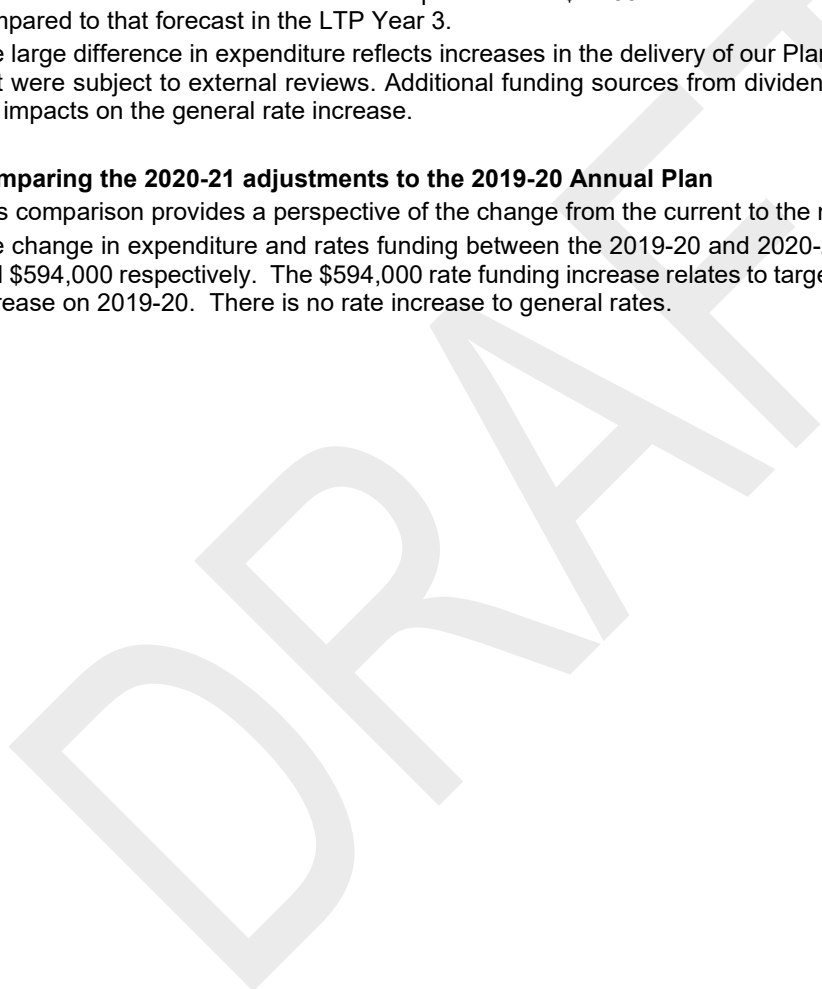 mpared to that forecast in the LTP Year 3.
e large difference in expenditure reflects increases in the delivery of our Plan
t were subject to external reviews. Additional funding sources from dividen
impacts on the general rate increase.
mparing the 2020-21 adjustments to the 2019-20 Annual Plan
s comparison provides a perspective of the change from the current to the n
e change in expenditure and rates funding between the 2019-20 and 2020-
$594,000 respectively. The $594,000 rate funding increase relates to targe
rease on 2019-20. There is no rate increase to general rates.
DRAFT